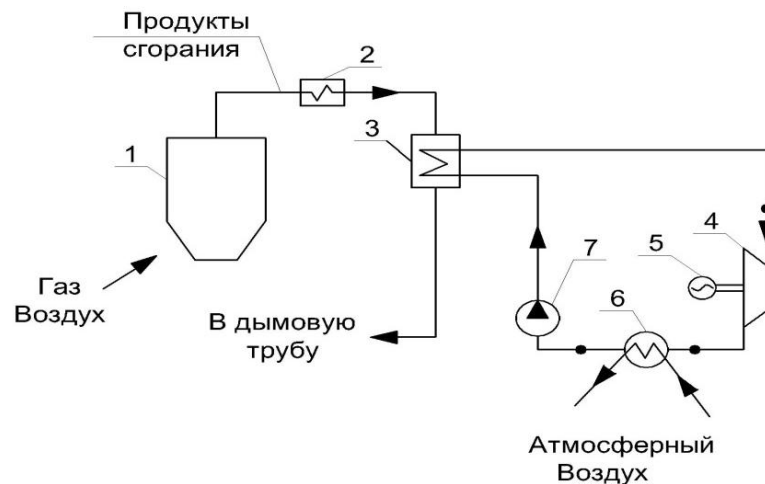 Продукты
сгорания
2
3
1
4
5
7
6
Газ
Воздух
В дымовую
трубу
Атмосферный
Воздух